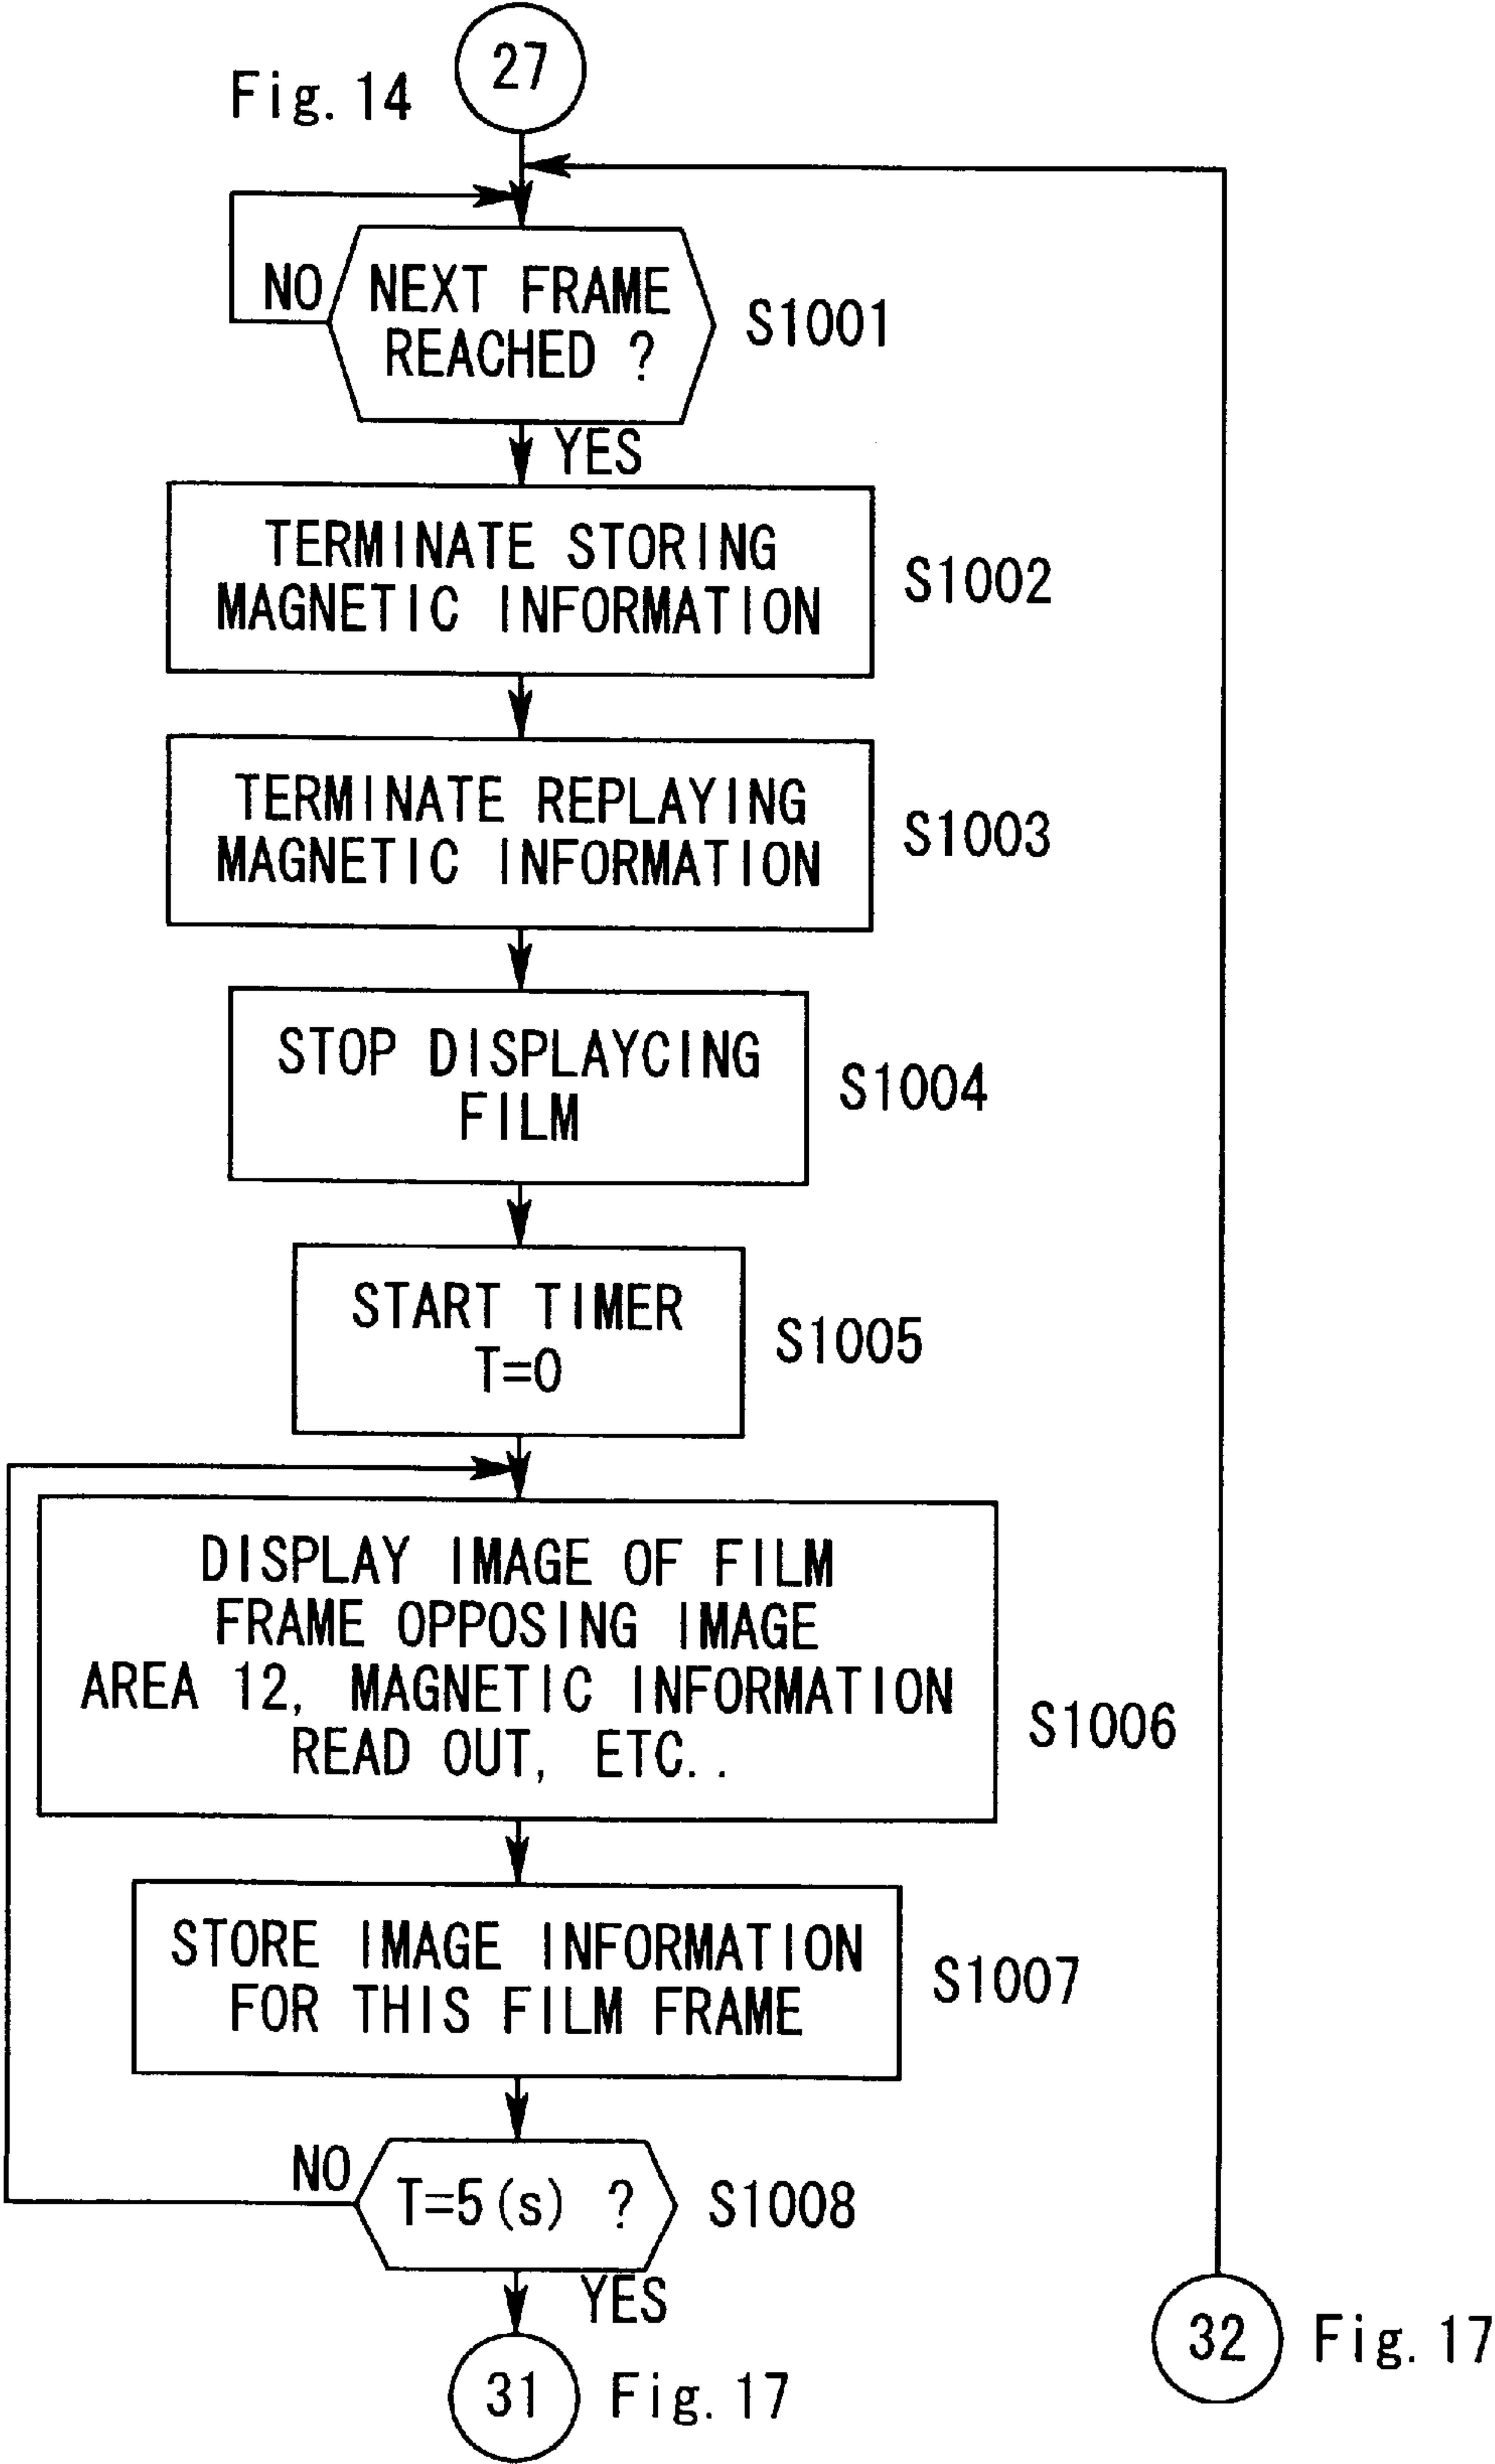 Fig. 14
27
NO
NEXT FRAME
REACHED ?
S1001
YES
TERMINATE STORING
MAGNETIC INFORMATION
S1002
TERMINATE REPLAYING
MAGNETIC INFORMATION
S1003
STOP DISPLAYCING
FILM
S1004
START TIMER
T=0
S1005
DISPLAY IMAGE OF FILM
FRAME OPPOSING IMAGE
AREA 12, MAGNETIC INFORMATION
READ OUT, ETC..
S1006
STORE IMAGE INFORMATION
FOR THIS FILM FRAME
S1007
NO
T=5(s) ?
S1008
YES
31
Fig. 17
32
Fig. 17